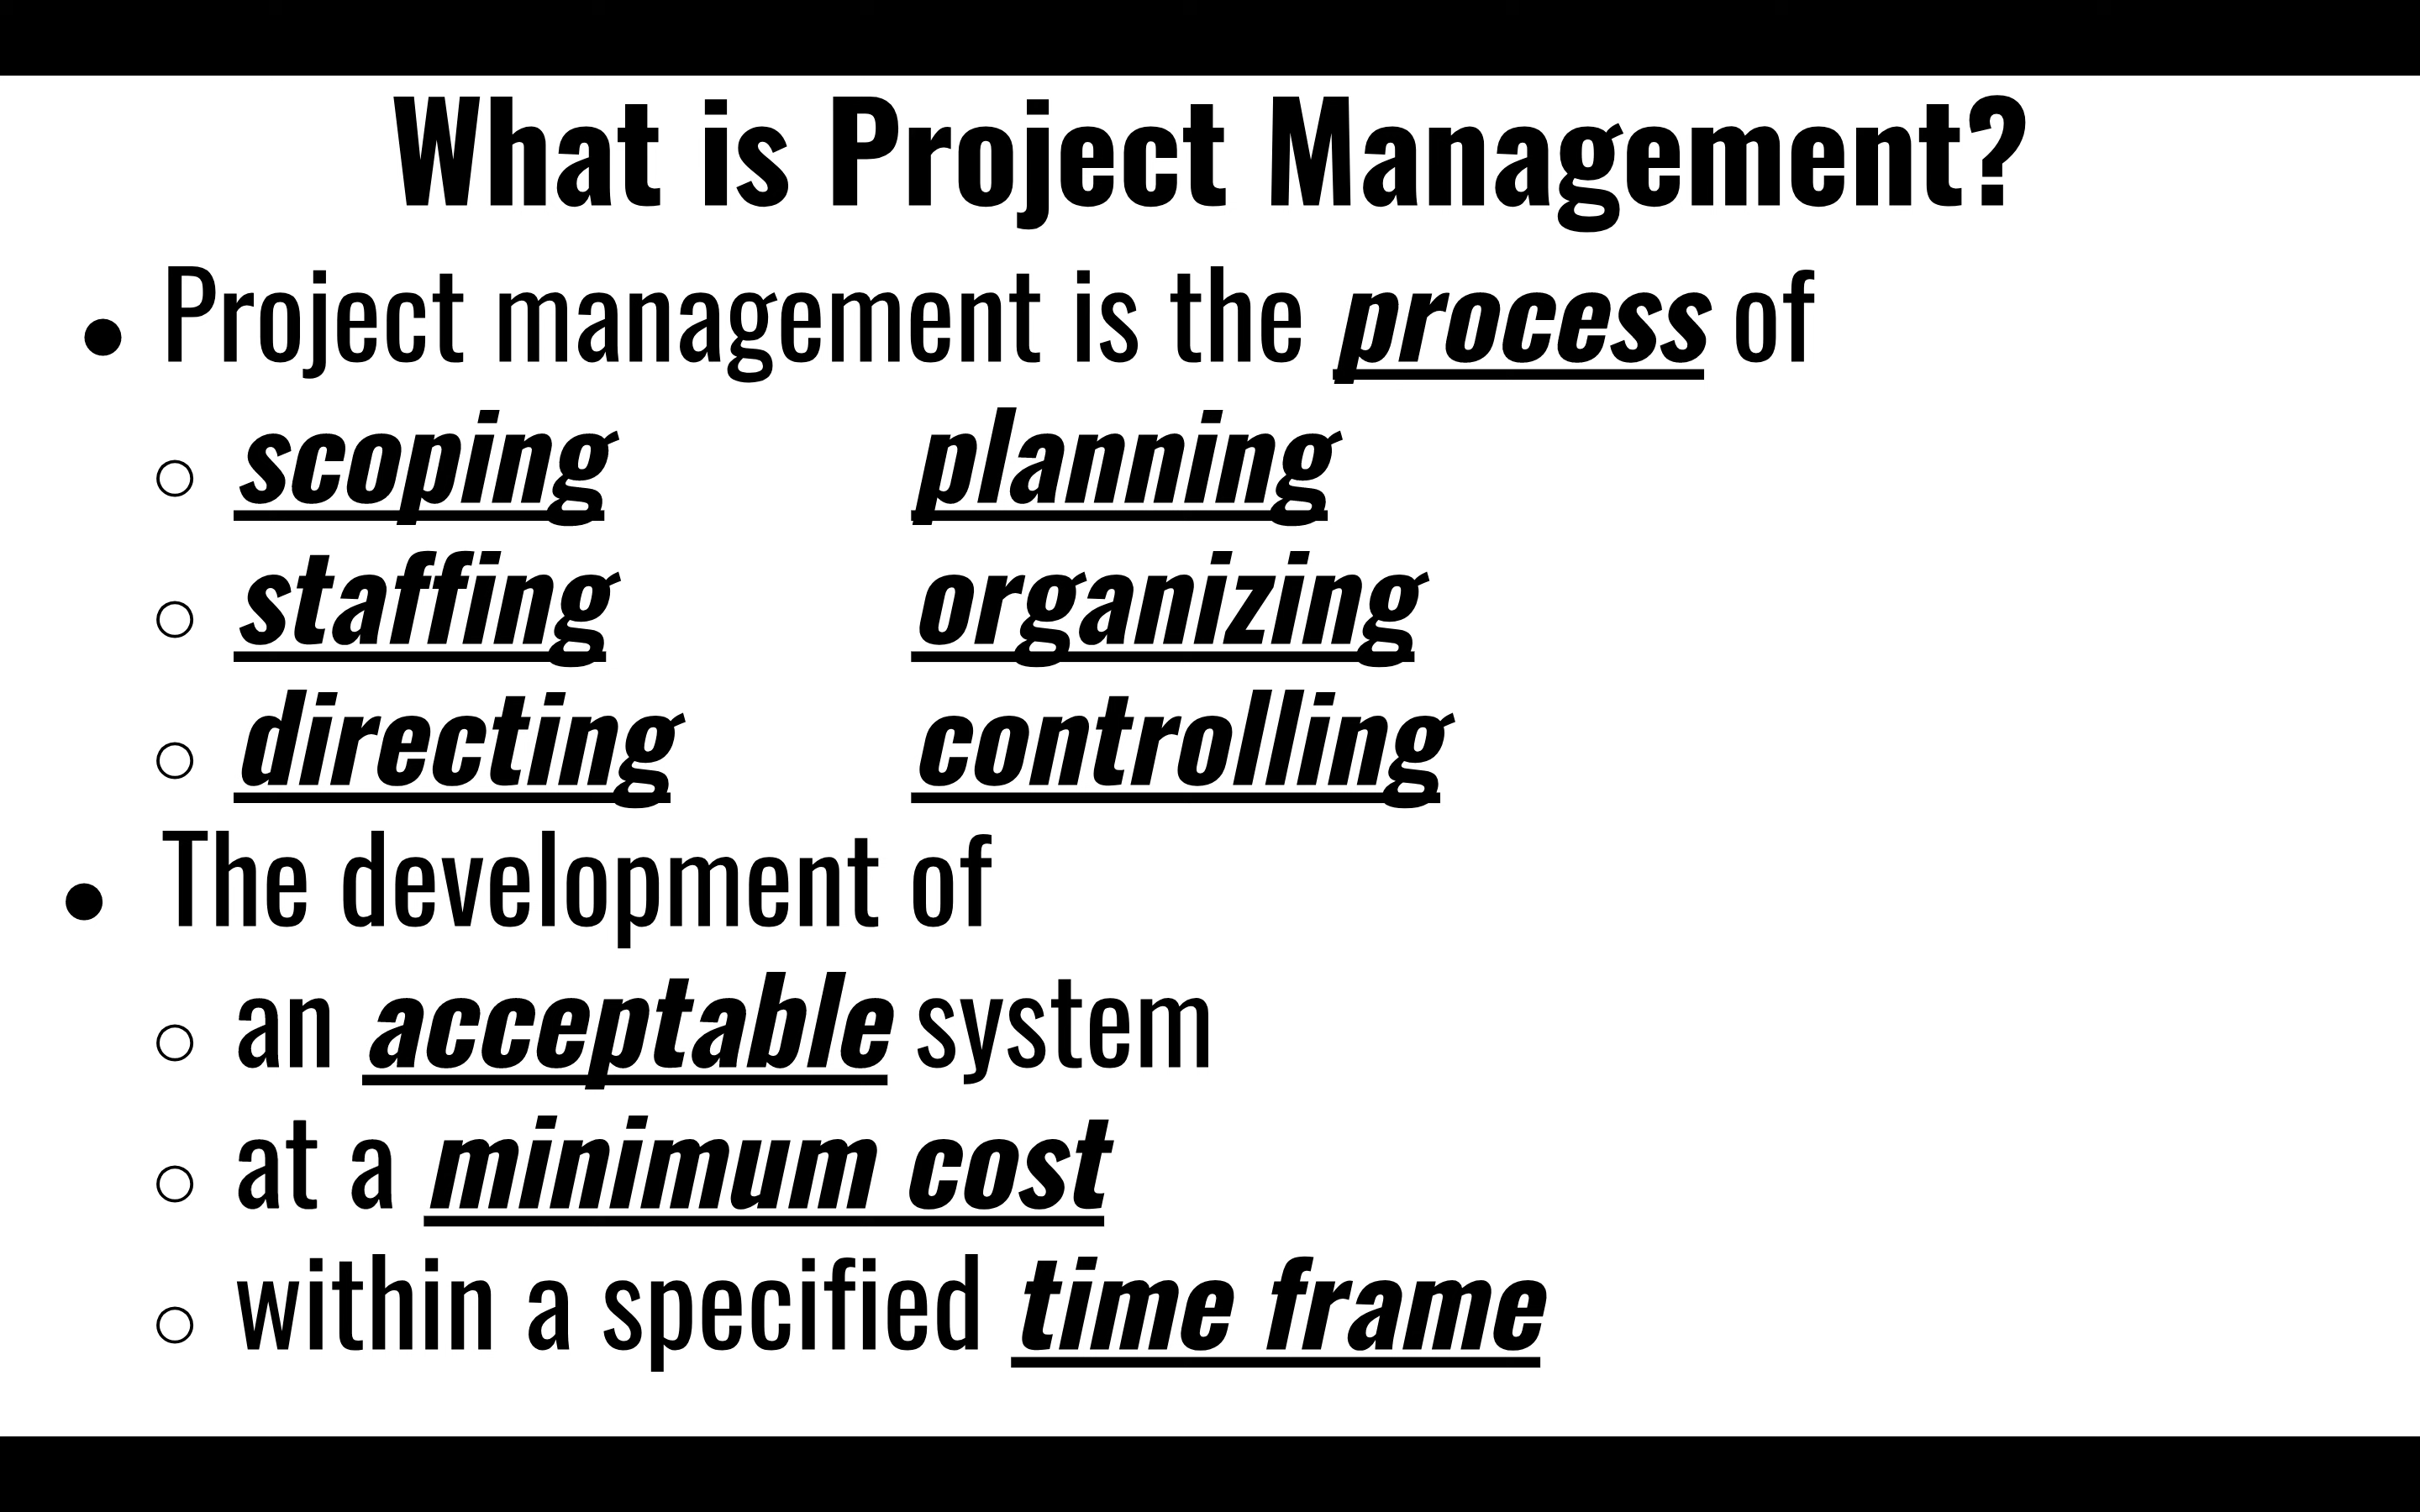 What is Project Management?
● Project management is the process of
○ scoping planning
○ staffing organizing
○ directing controlling
● The development of
○ an acceptable system
○ at a minimum cost
○ within a specified time frame